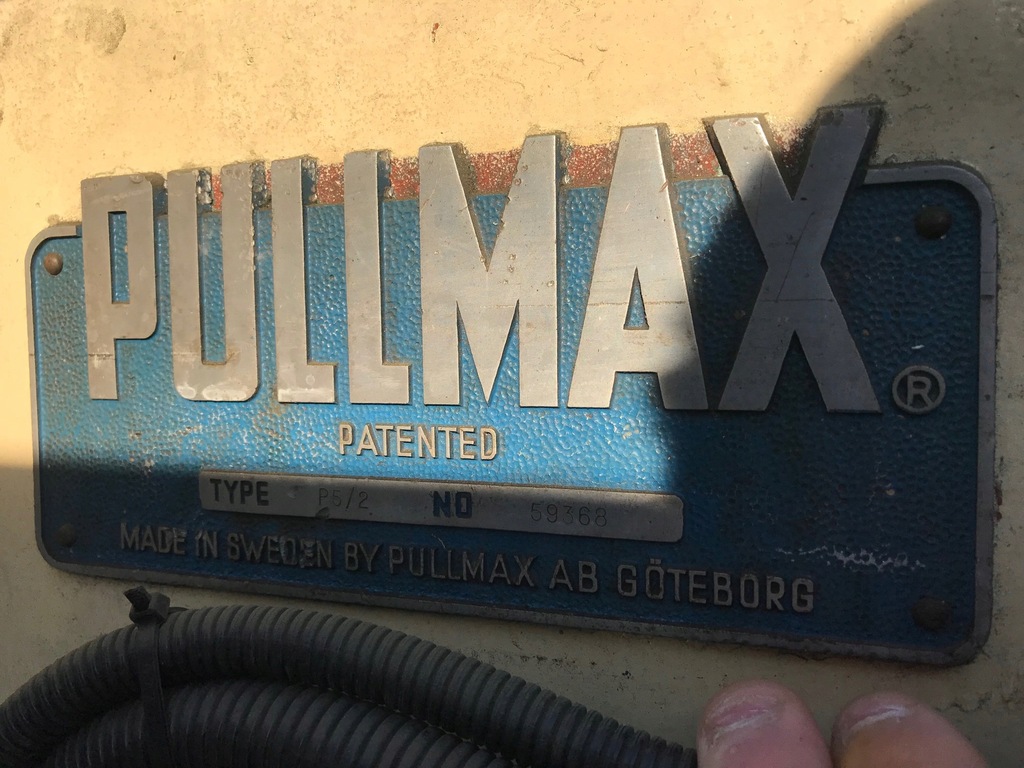 PULLMAX ®
PATENTED
TYPE P5/2 NO 59368
MADE IN SWEDEN BY PULLMAX AB GÖTEBORG